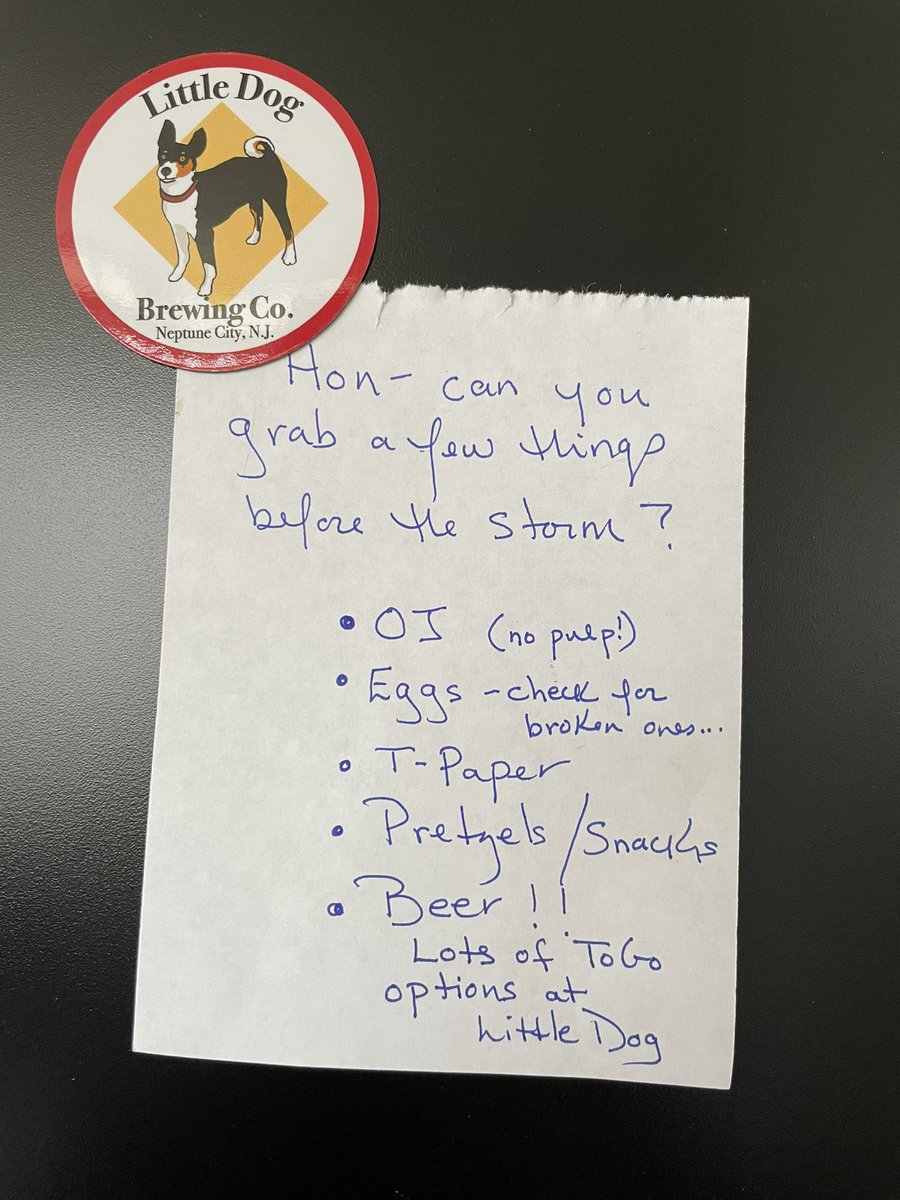 Little Dog
Brewing Co.
Neptune City, N.J.
Hon- can you
grab a few things
before the storm?
• OJ (no pulp!)
• Eggs - check for
broken ones...
• T-Paper
• Pretzels/Snacks
• Beer!!
Lots of ToGo
options at
Little Dog